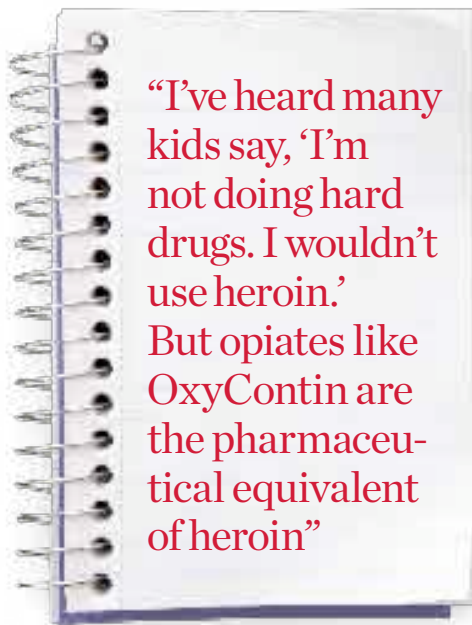 “I’ve heard many
kids say, ‘I’m
not doing hard
drugs. I wouldn’t
use heroin.’
But opiates like
OxyContin are
the pharmaceu-
tical equivalent
of heroin”